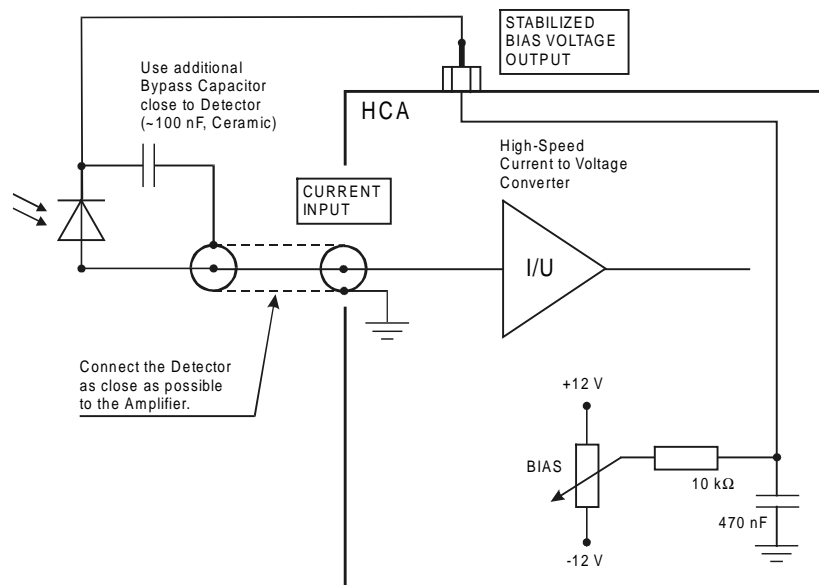 STABILIZED
BIAS VOLTAGE
OUTPUT
Use additional
Bypass Capacitor
close to Detector
(~100 nF, Ceramic)
HCA
High-Speed
Current to Voltage
Converter
CURRENT
INPUT
I/U
Connect the Detector
as close as possible
to the Amplifier.
+12 V
BIAS
10 kΩ
470 nF
-12 V